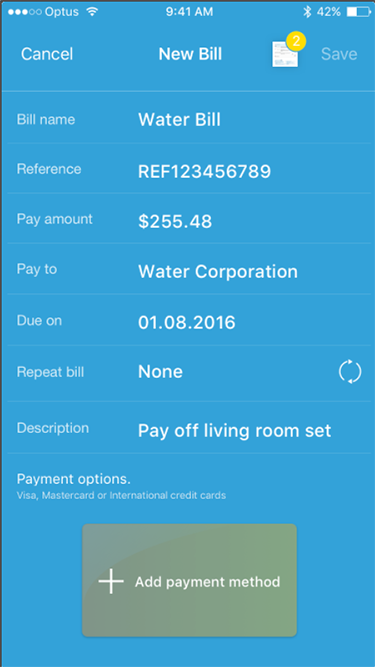 Optus 9:41 AM 42%
Cancel New Bill 2 Save
Bill name Water Bill
Reference REF123456789
Pay amount $255.48
Pay to Water Corporation
Due on 01.08.2016
Repeat bill None
Description Pay off living room set
Payment options.
Visa, Mastercard or International credit cards
Add payment method